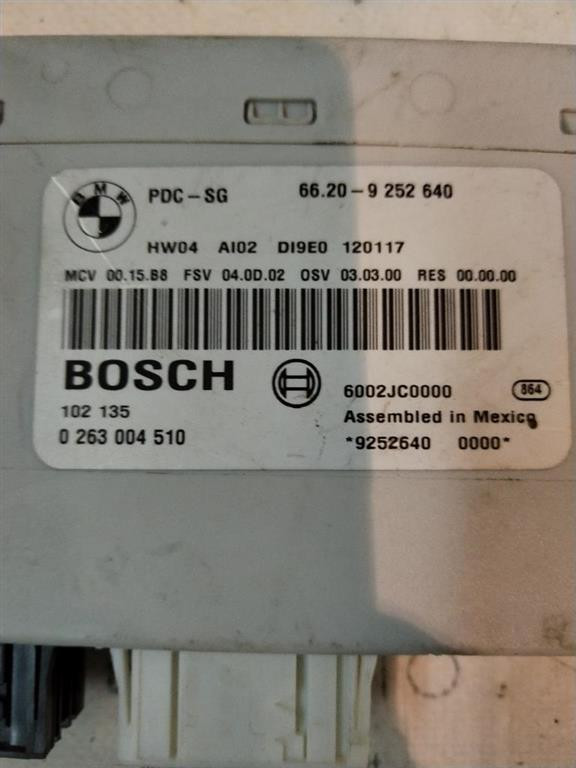 BMW
PDC-SG 66.20-9 252 640
HW04 AI02 DI9E0 120117
MCV 00.15.B8 FSV 04.0D.02 OSV 03.03.00 RES 00.00.00
BOSCH
6002JC0000 864
102 135 Assembled in Mexico
0 263 004 510 *9252640 0000*